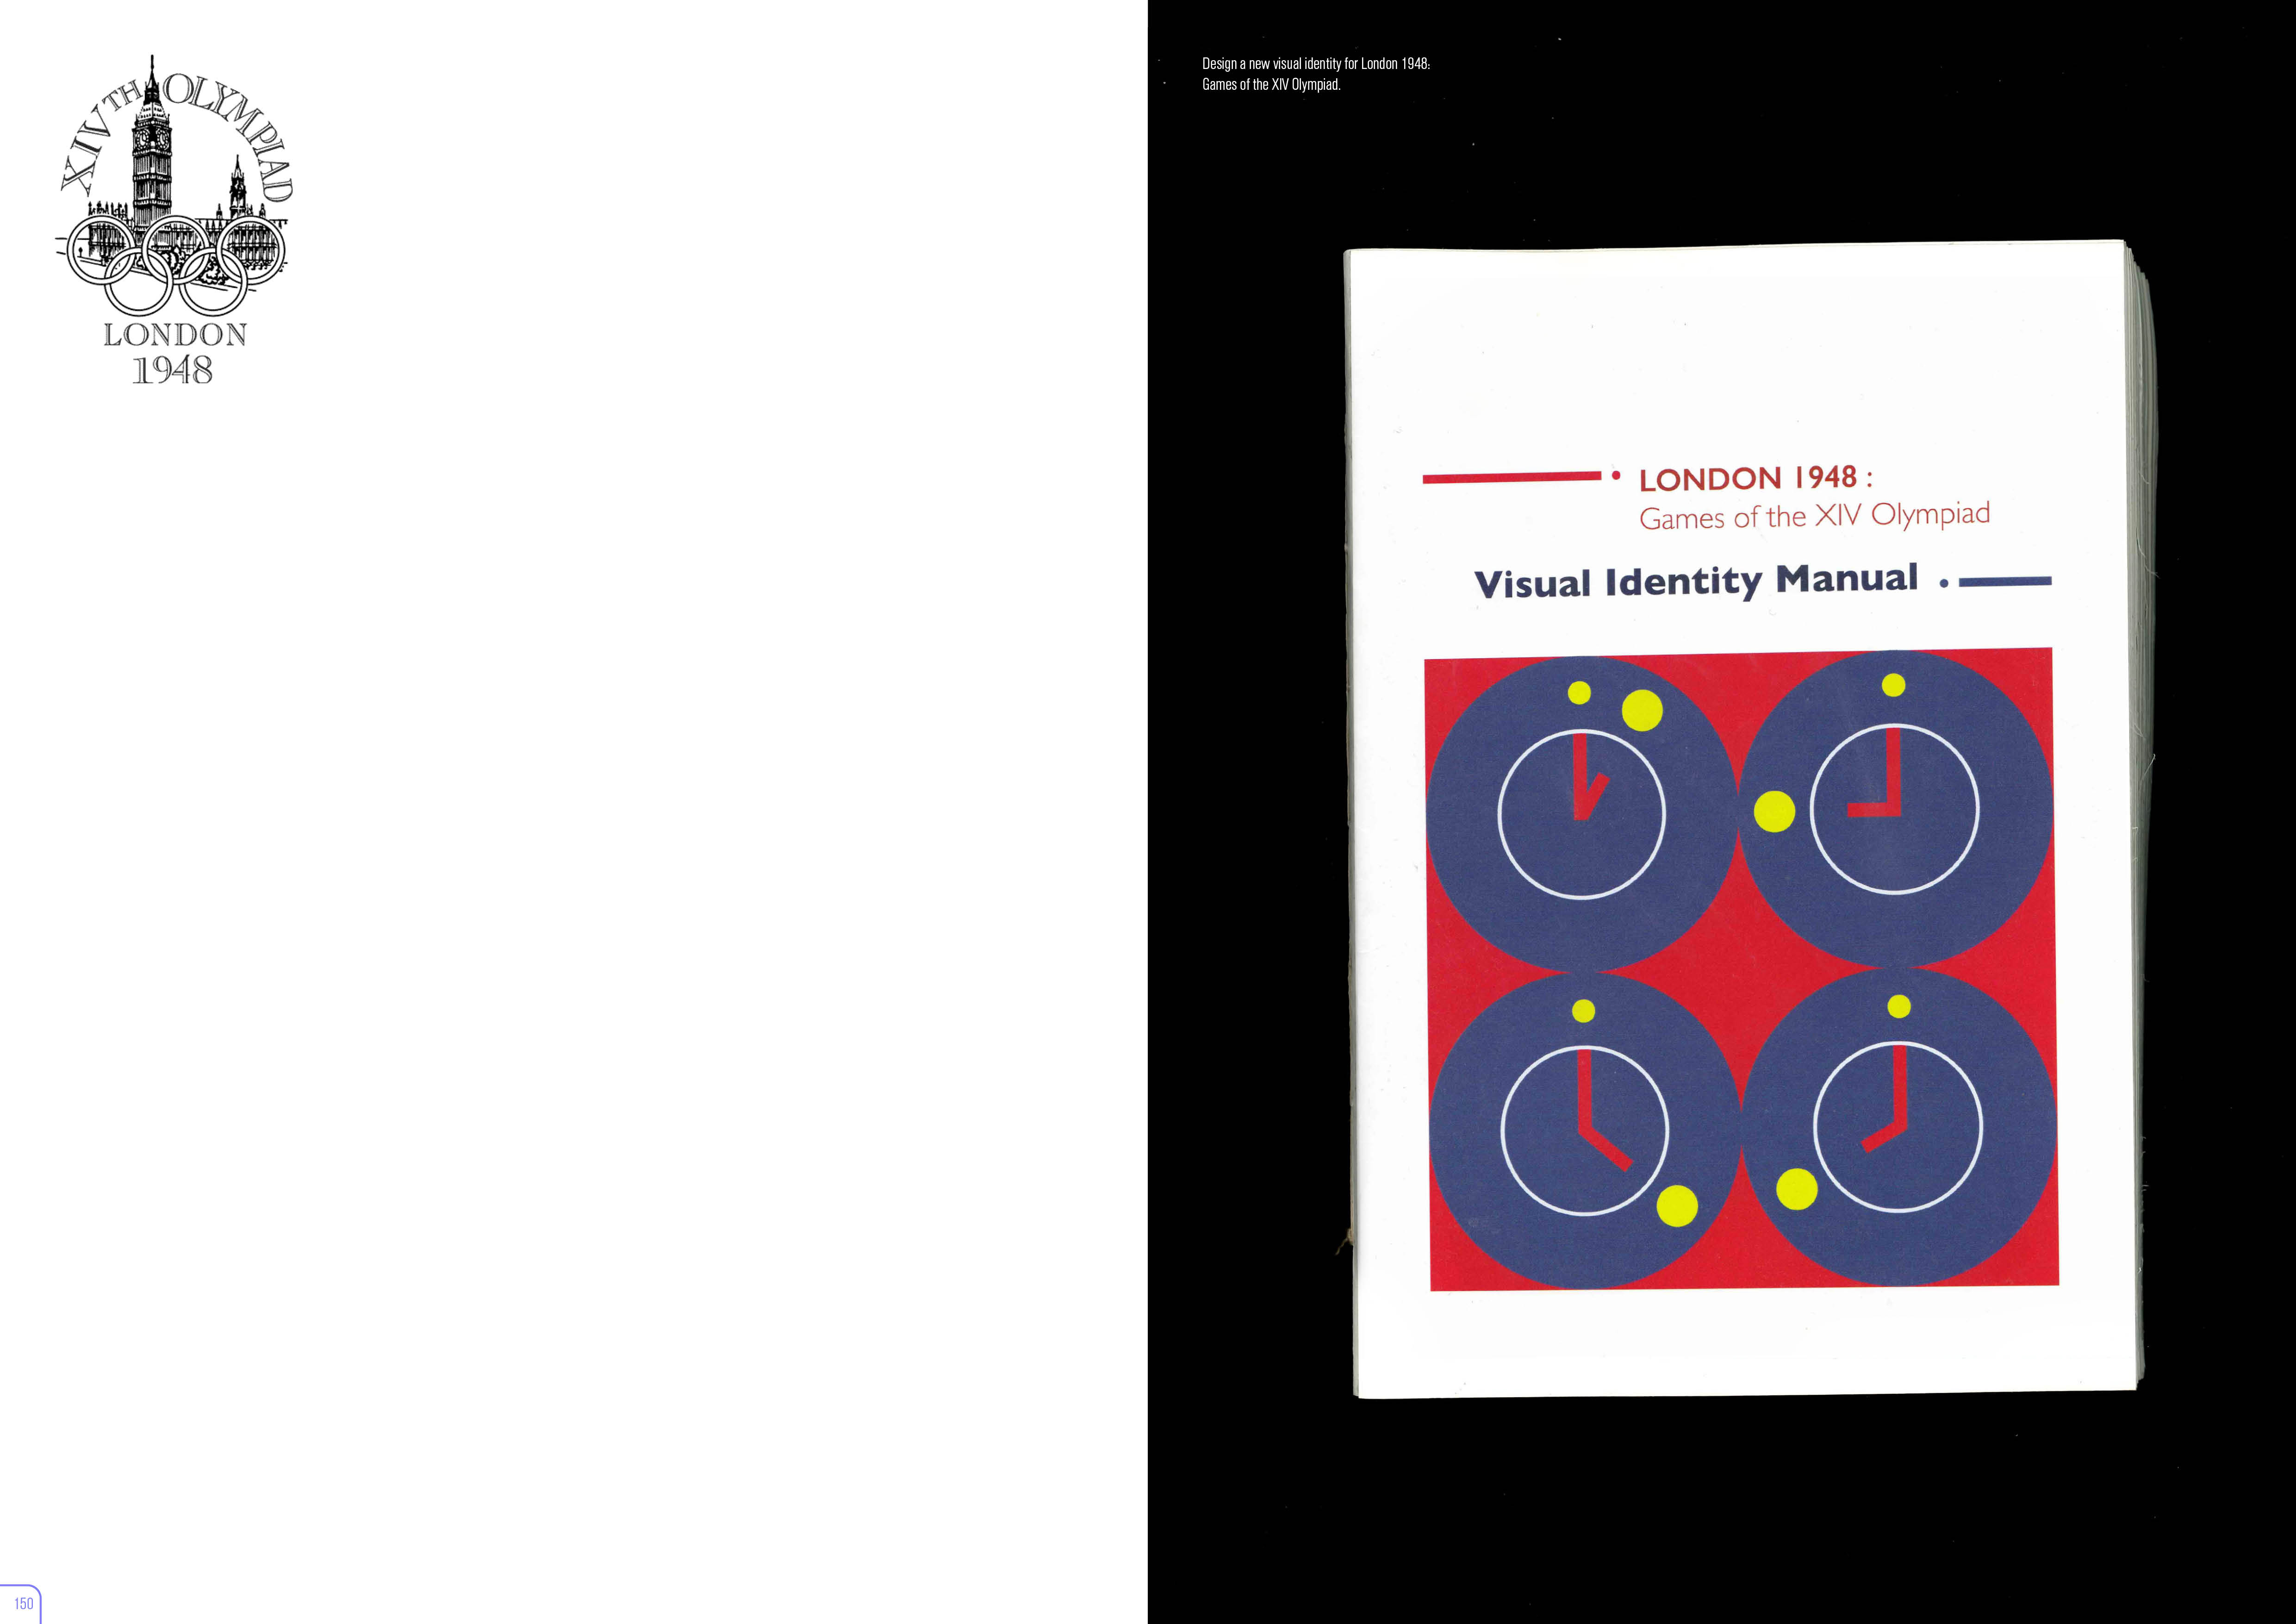 XIVTH OLYMPIAD
LONDON
1948
Design a new visual identity for London 1948:
Games of the XIV Olympiad.
LONDON 1948 :
Games of the XIV Olympiad
Visual Identity Manual
150